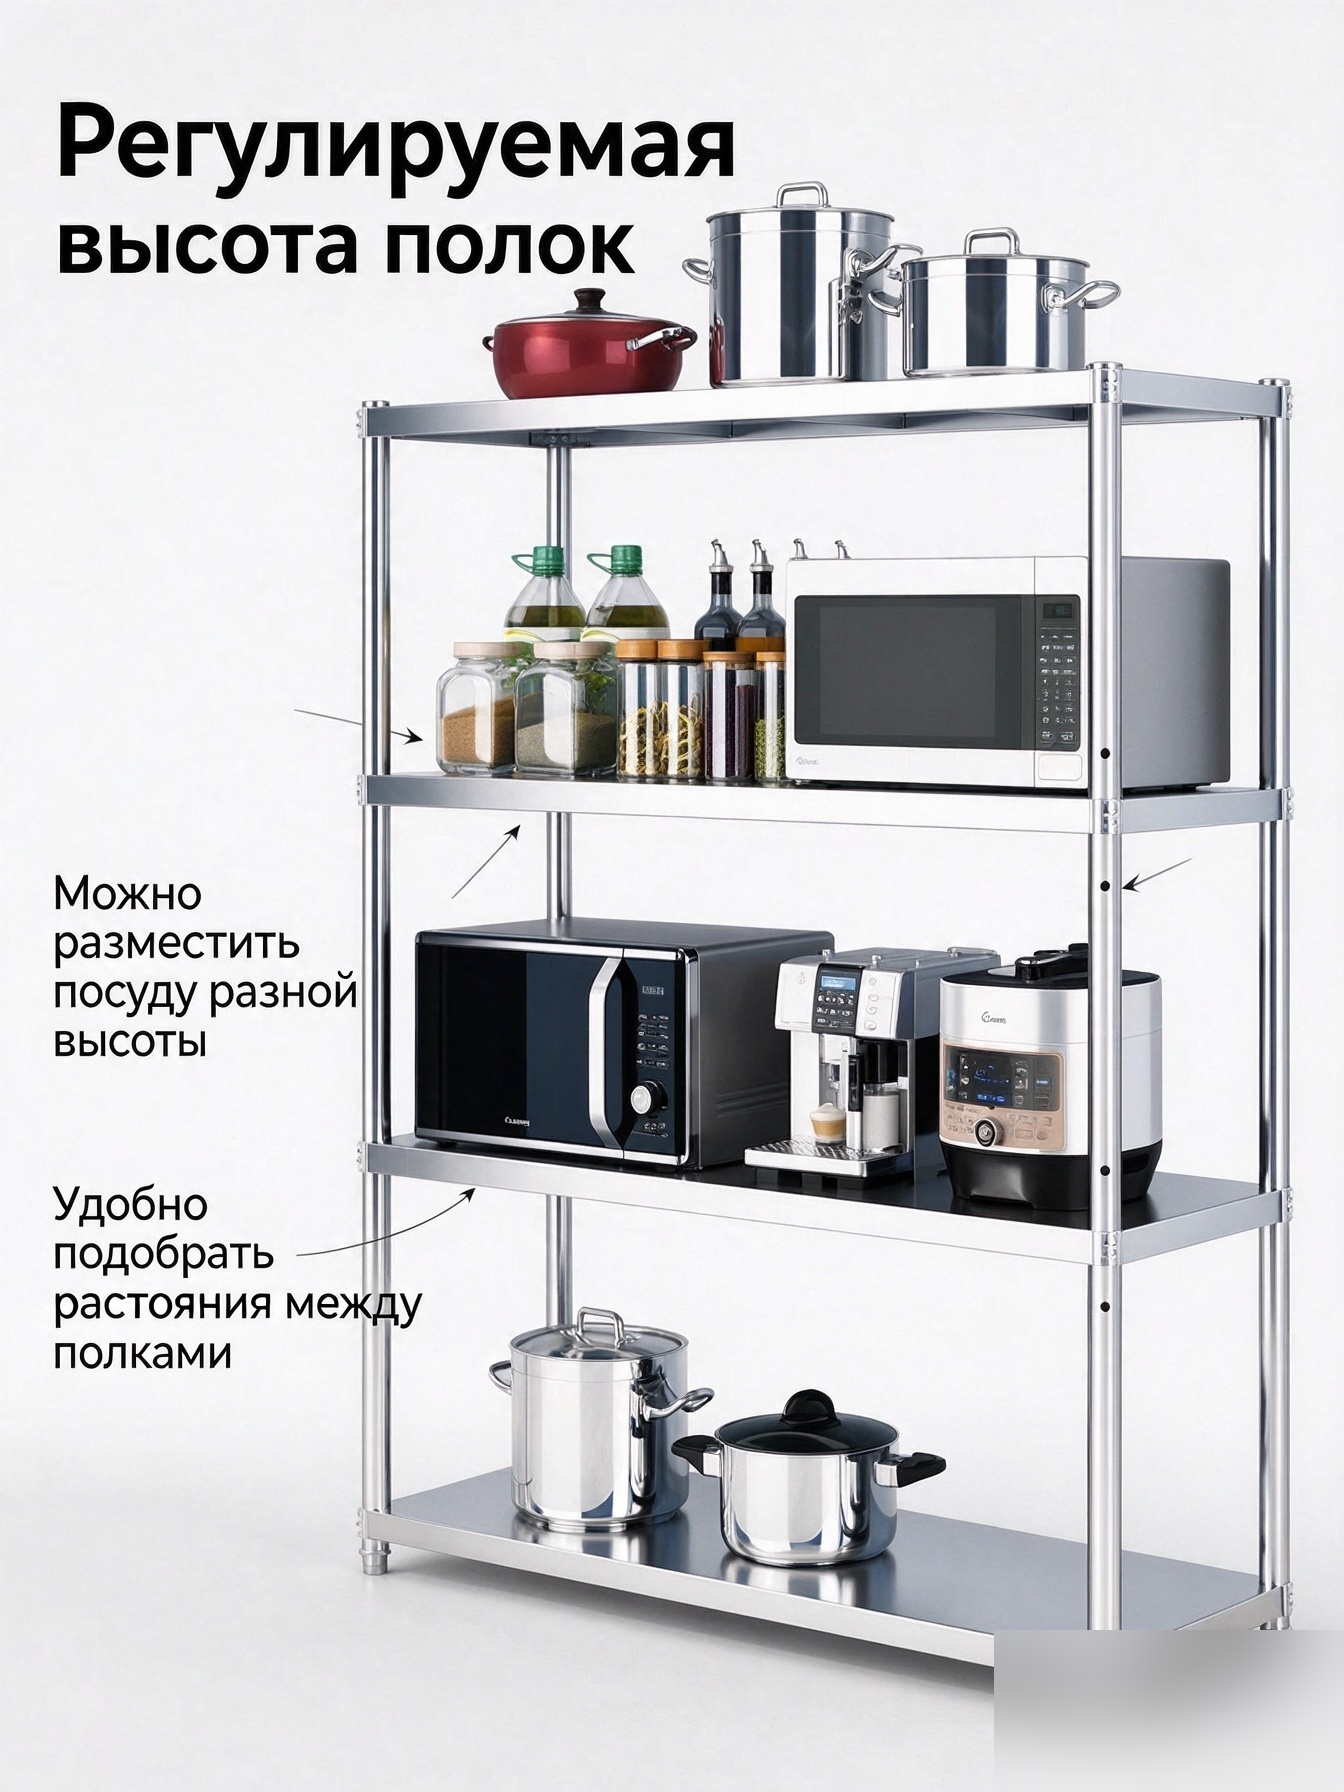 Регулируемая
высота полок
Можно
разместить
посуду разной
высоты
Удобно
подобрать
растояния между
полками